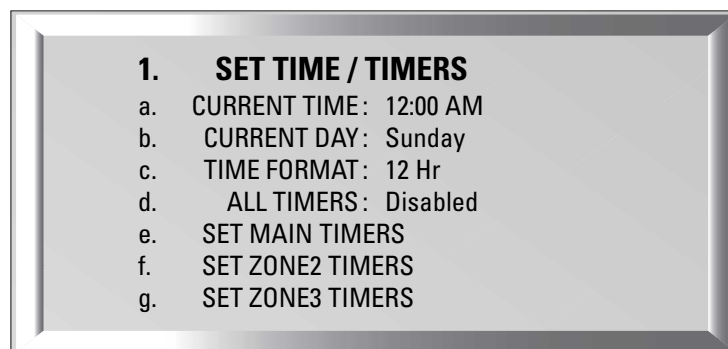 1. SET TIME / TIMERS
a. CURRENT TIME: 12:00 AM
b. CURRENT DAY: Sunday
c. TIME FORMAT: 12 Hr
d. ALL TIMERS: Disabled
e. SET MAIN TIMERS
f. SET ZONE2 TIMERS
g. SET ZONE3 TIMERS